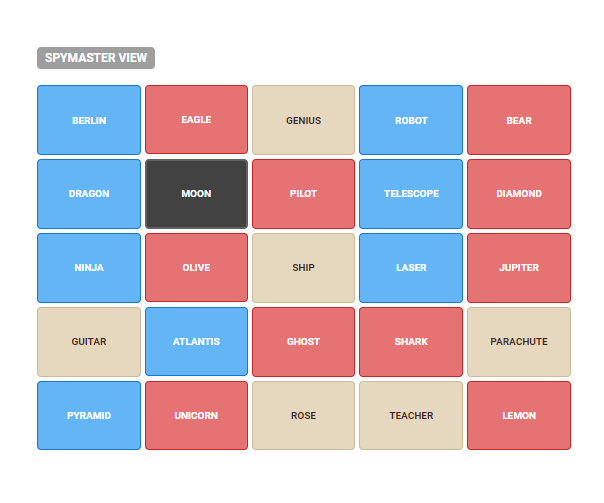 SPYMASTER VIEW
BERLIN EAGLE GENIUS ROBOT BEAR
DRAGON MOON PILOT TELESCOPE DIAMOND
NINJA OLIVE SHIP LASER JUPITER
GUITAR ATLANTIS GHOST SHARK PARACHUTE
PYRAMID UNICORN ROSE TEACHER LEMON